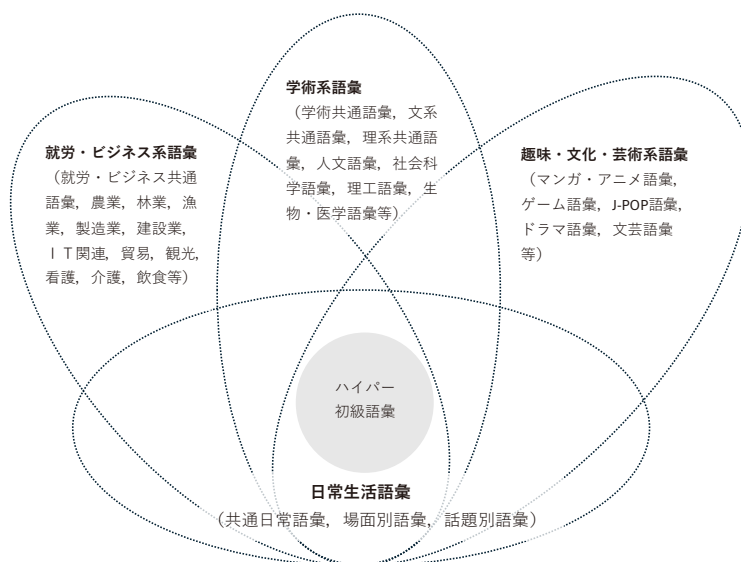 学術系語彙
（学術共通語彙，文系
共通語彙，理系共通語
彙，人文語彙，社会科
学語彙，理工語彙，生
物・医学語彙等）
就労・ビジネス系語彙
（就労・ビジネス共通
語彙，農業，林業，漁
業，製造業，建設業，
ＩＴ関連，貿易，観光，
看護，介護，飲食等）
趣味・文化・芸術系語彙
（マンガ・アニメ語彙，
ゲーム語彙，J-POP語彙，
ドラマ語彙，文芸語彙
等）
ハイパー
初級語彙
日常生活語彙
（共通日常語彙，場面別語彙，話題別語彙）